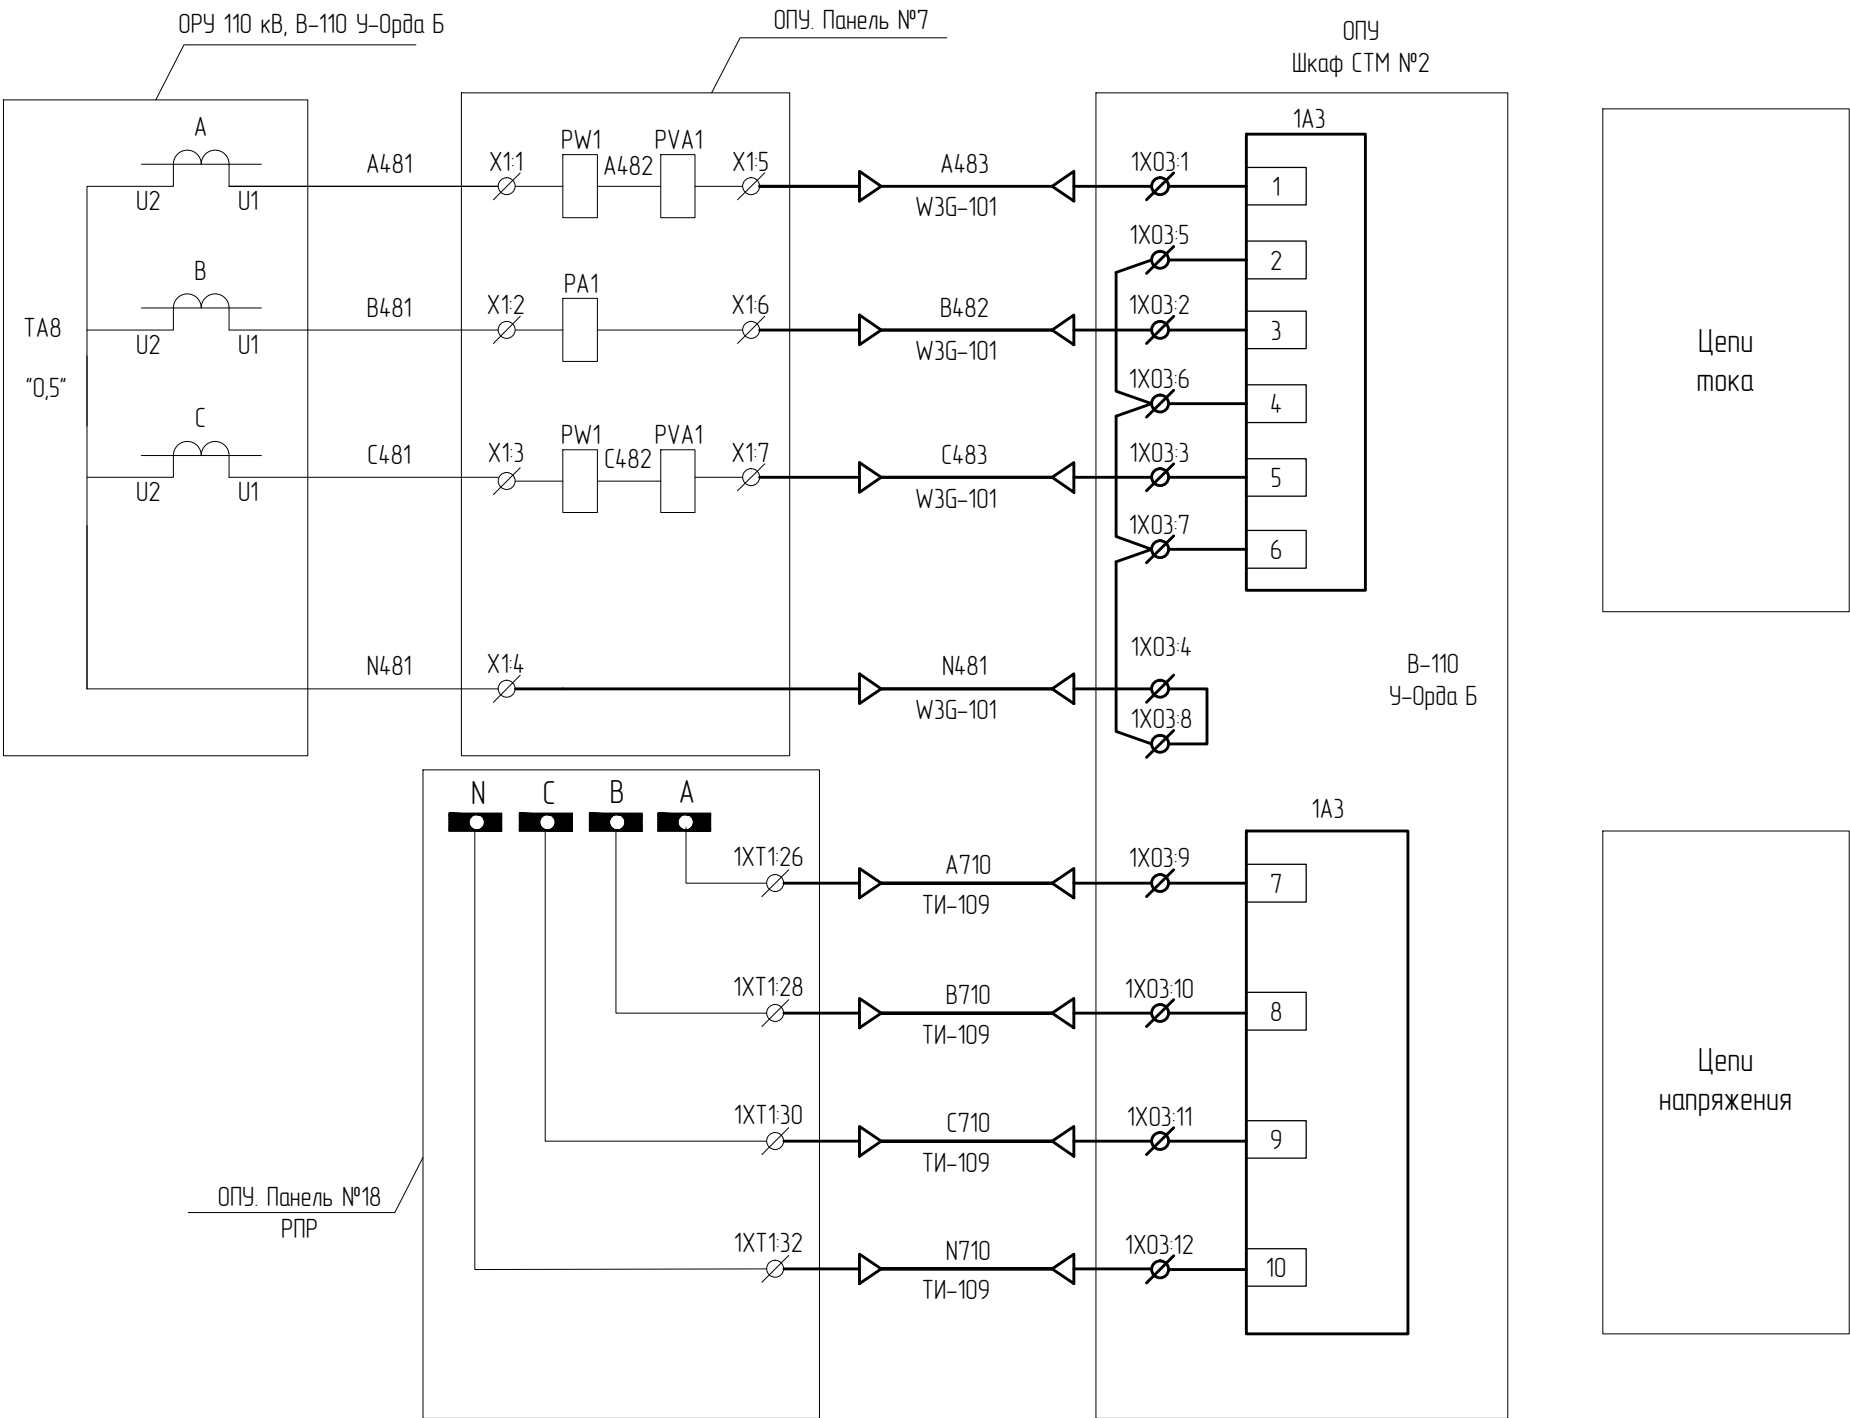 ОРУ 110 кВ, В-110 У-Орда Б
ОПУ. Панель №7
ОПУ
Шкаф СТМ №2
A
A481
X1:1
PW1
A482
PVA1
X1:5
A483
W3G-101
1X03:1
1A3
1
U2
U1
1X03:5
2
B
B481
X1:2
PA1
X1:6
B482
W3G-101
1X03:2
3
U2
U1
TA8
"0,5"
1X03:6
4
Цепи
тока
C
C481
X1:3
PW1
C482
PVA1
X1:7
C483
W3G-101
1X03:3
5
U2
U1
1X03:7
6
N481
X1:4
N481
W3G-101
1X03:4
1X03:8
В-110
У-Орда Б
N
C
B
A
1A3
1XT1:26
A710
ТИ-109
1X03:9
7
1XT1:28
B710
ТИ-109
1X03:10
8
Цепи
напряжения
1XT1:30
C710
ТИ-109
1X03:11
9
ОПУ. Панель №18
РПР
1XT1:32
N710
ТИ-109
1X03:12
10